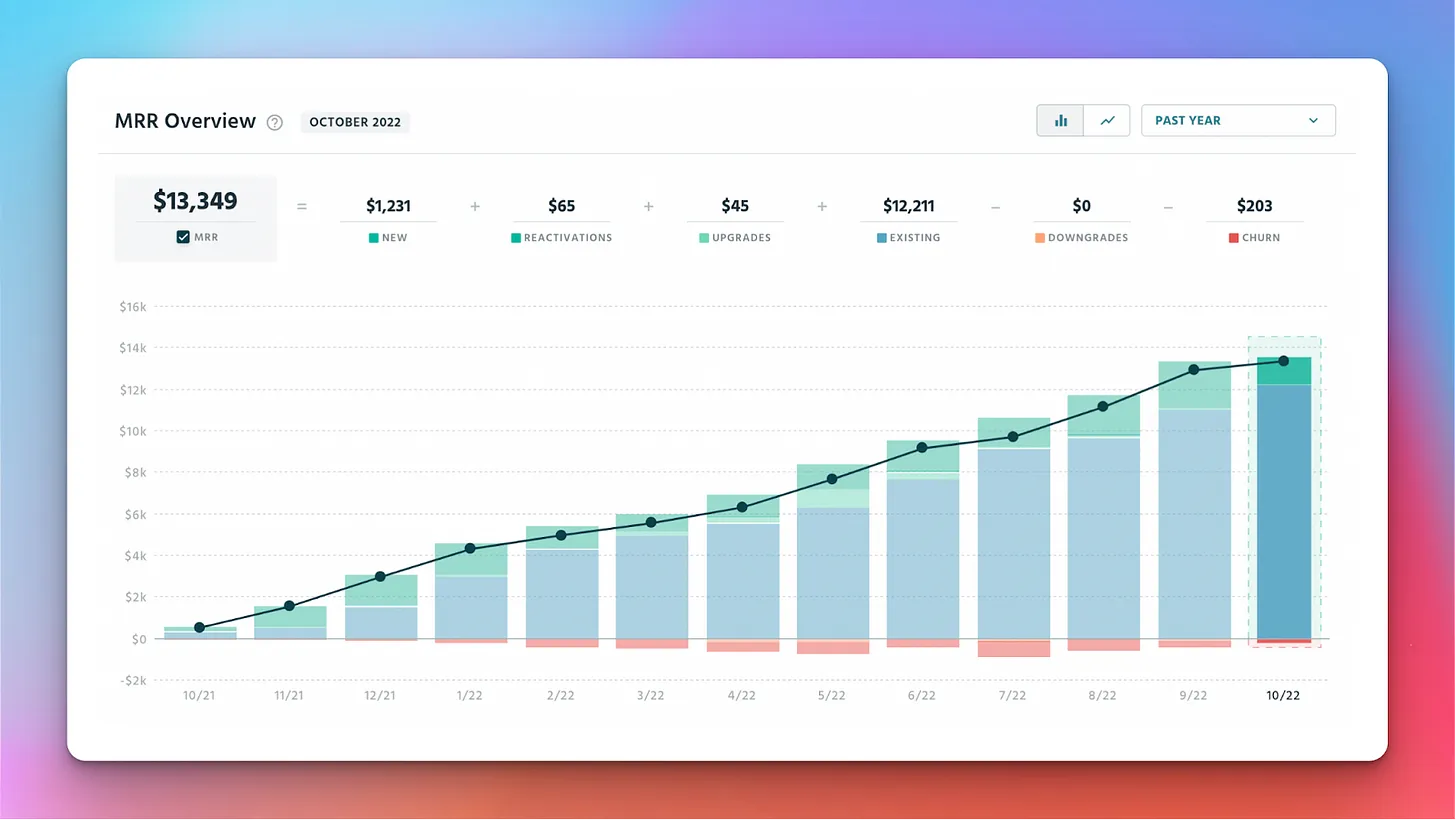 MRR Overview ? OCTOBER 2022 PAST YEAR
$13,349 = $1,231 + $65 + $45 + $12,211 – $0 – $203
MRR NEW REACTIVATIONS UPGRADES EXISTING DOWNGRADES CHURN
$16k
$14k
$12k
$10k
$8k
$6k
$4k
$2k
$0
-$2k
10/21 11/21 12/21 1/22 2/22 3/22 4/22 5/22 6/22 7/22 8/22 9/22 10/22